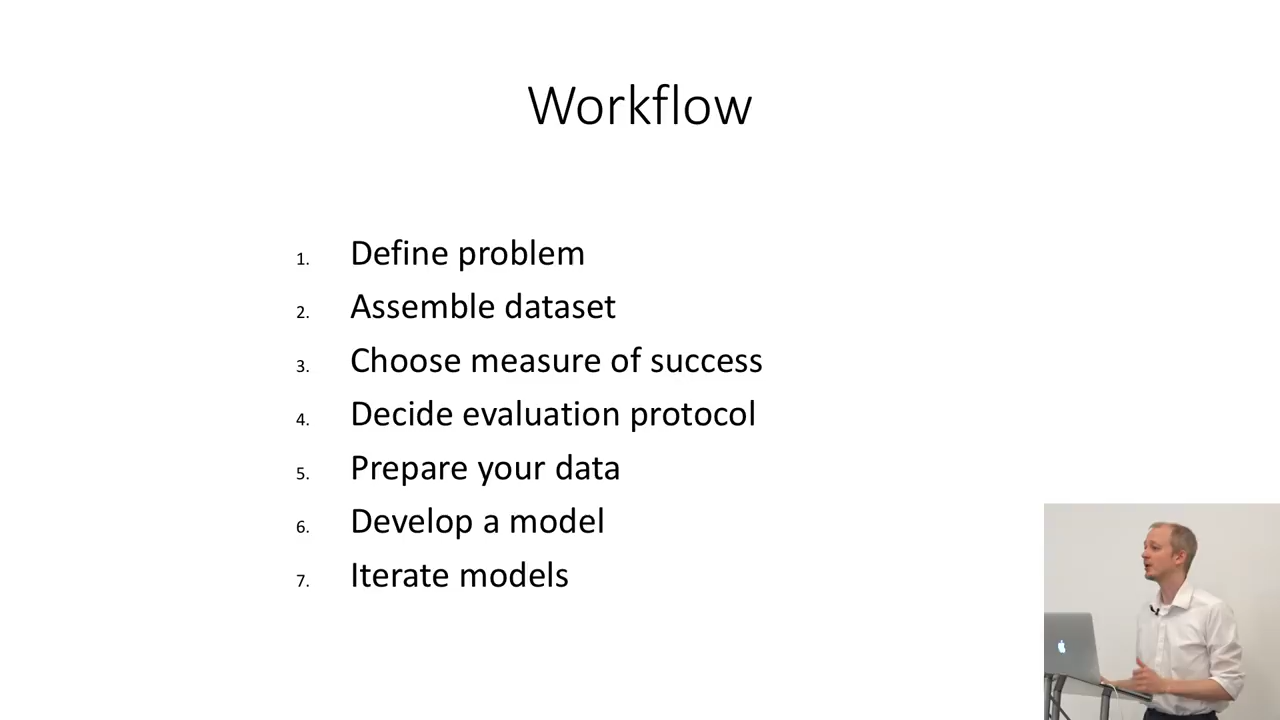 Workflow
1. Define problem
2. Assemble dataset
3. Choose measure of success
4. Decide evaluation protocol
5. Prepare your data
6. Develop a model
7. Iterate models